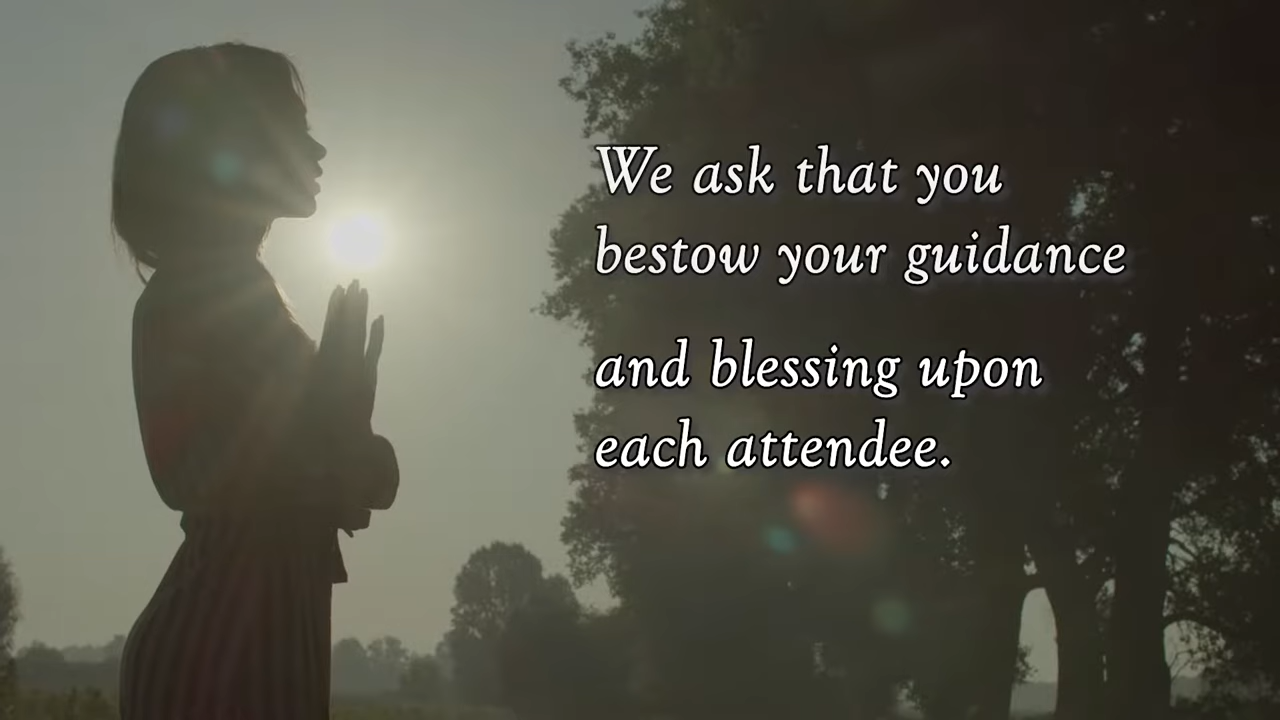 We ask that you
bestow your guidance
and blessing upon
each attendee.